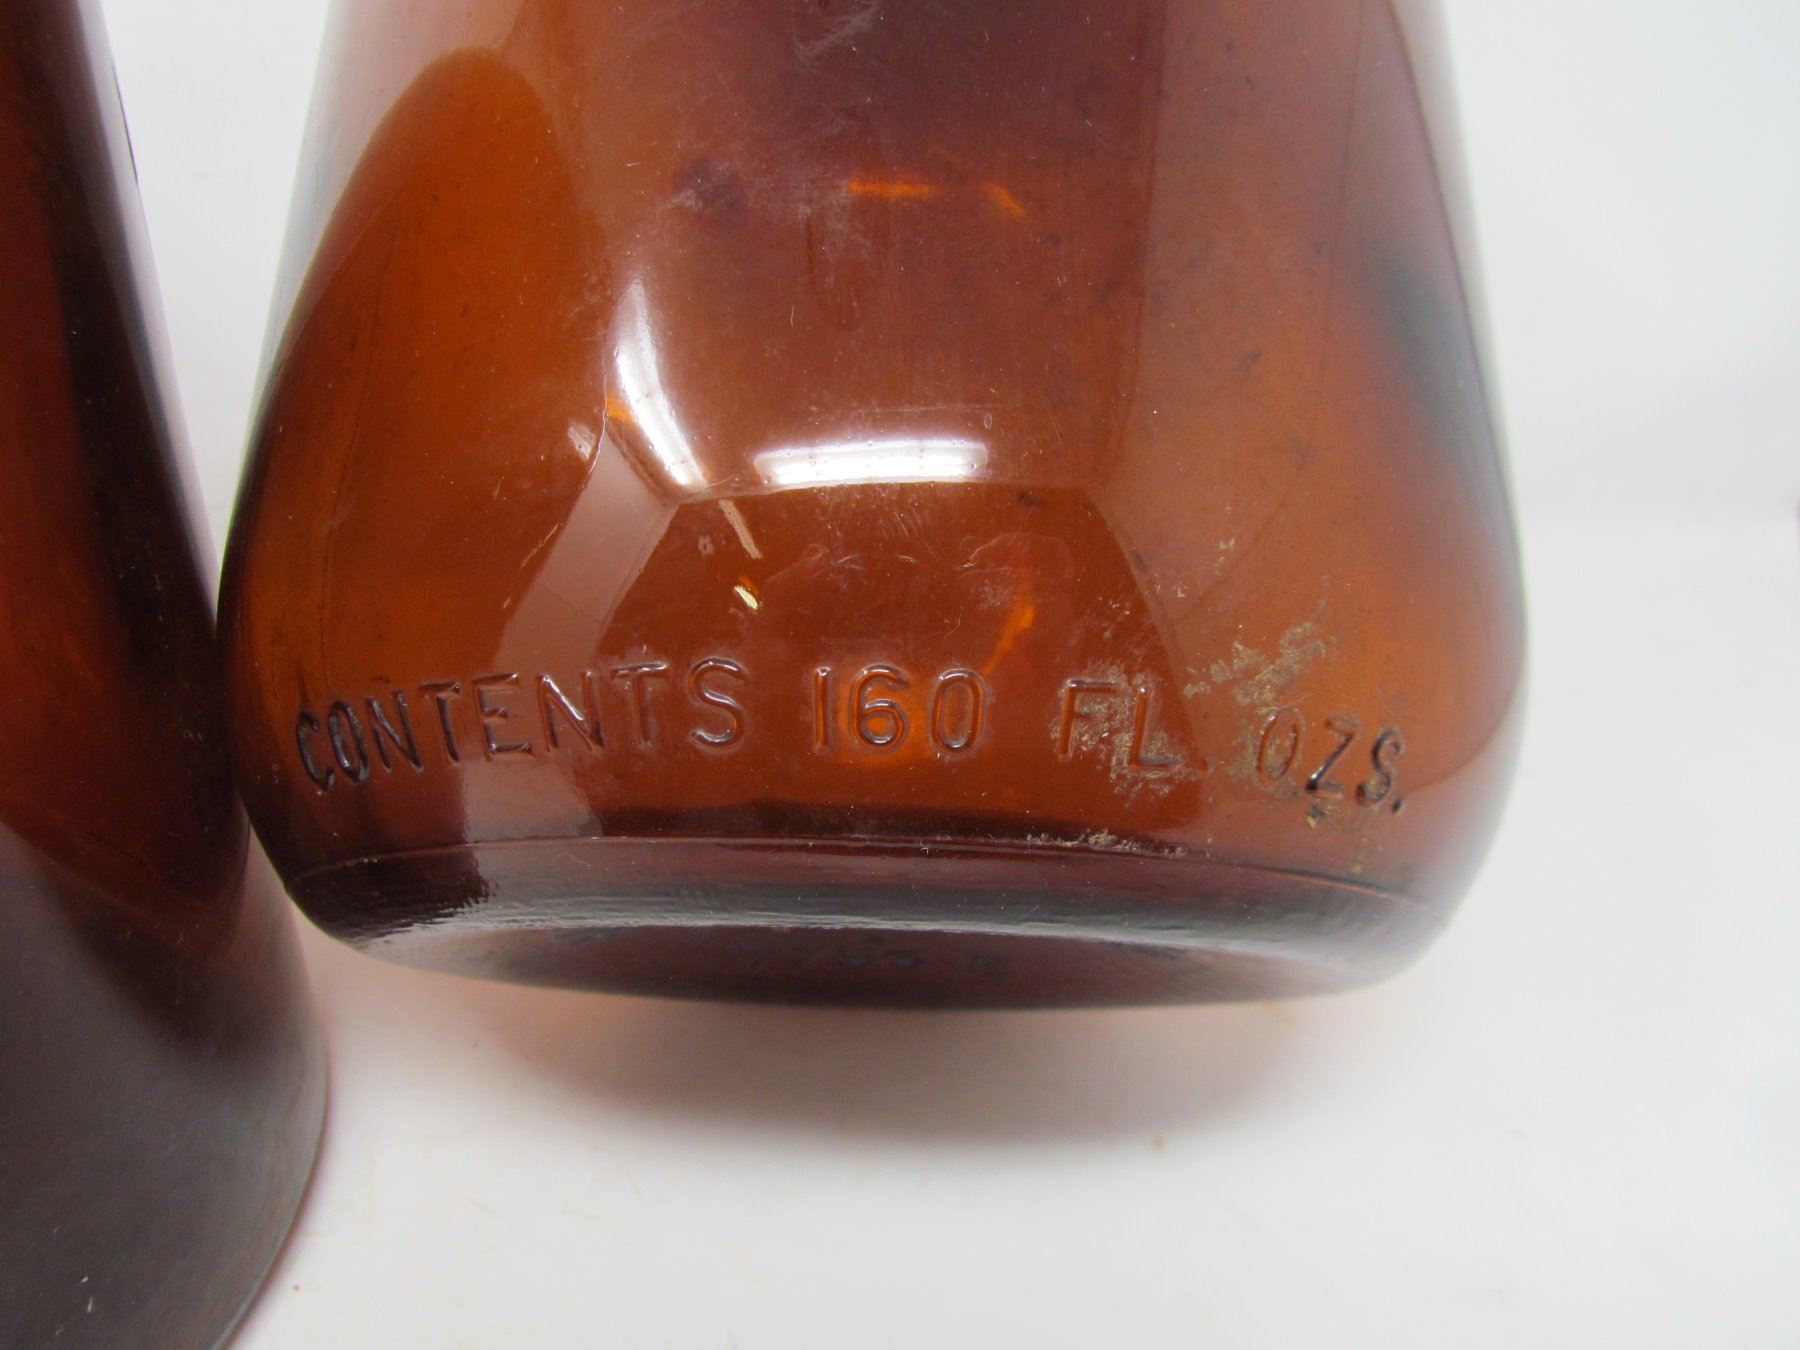 CONTENTS 160 FL. OZS.